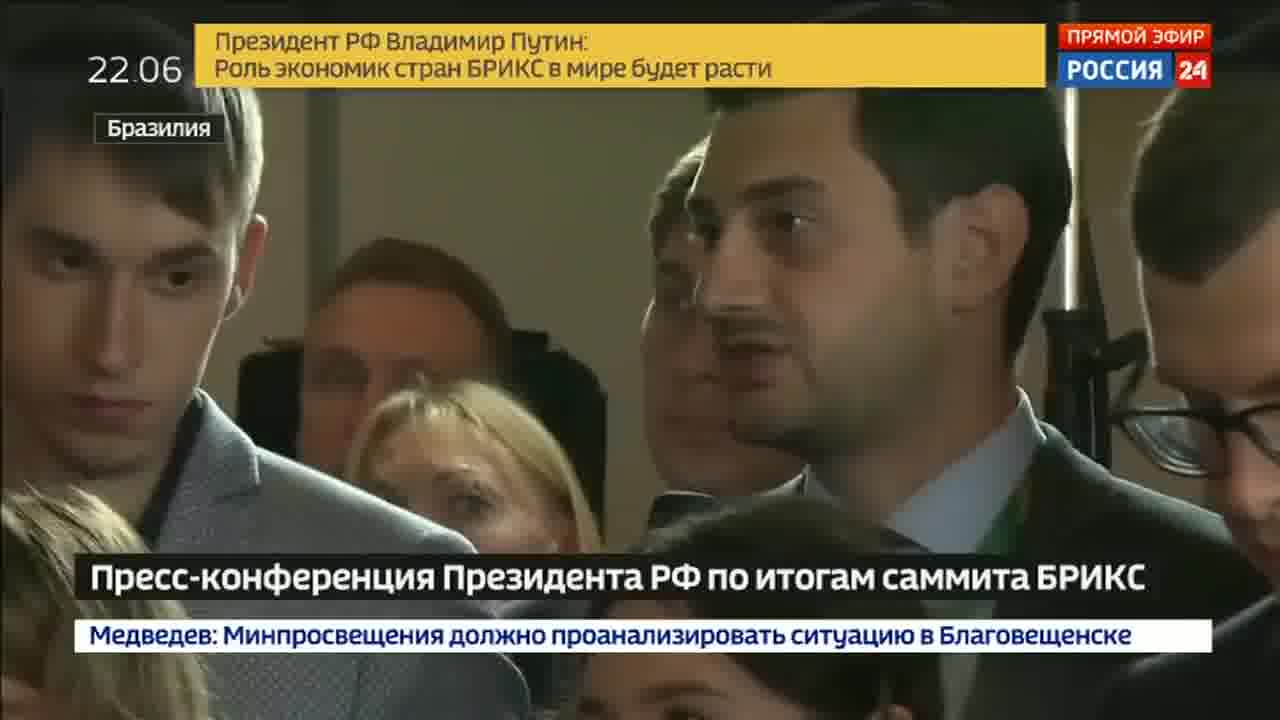 22.06
Президент РФ Владимир Путин:
Роль экономик стран БРИКС в мире будет расти
ПРЯМОЙ ЭФИР
РОССИЯ 24
Бразилия
Пресс-конференция Президента РФ по итогам саммита БРИКС
Медведев: Минпросвещения должно проанализировать ситуацию в Благовещенске